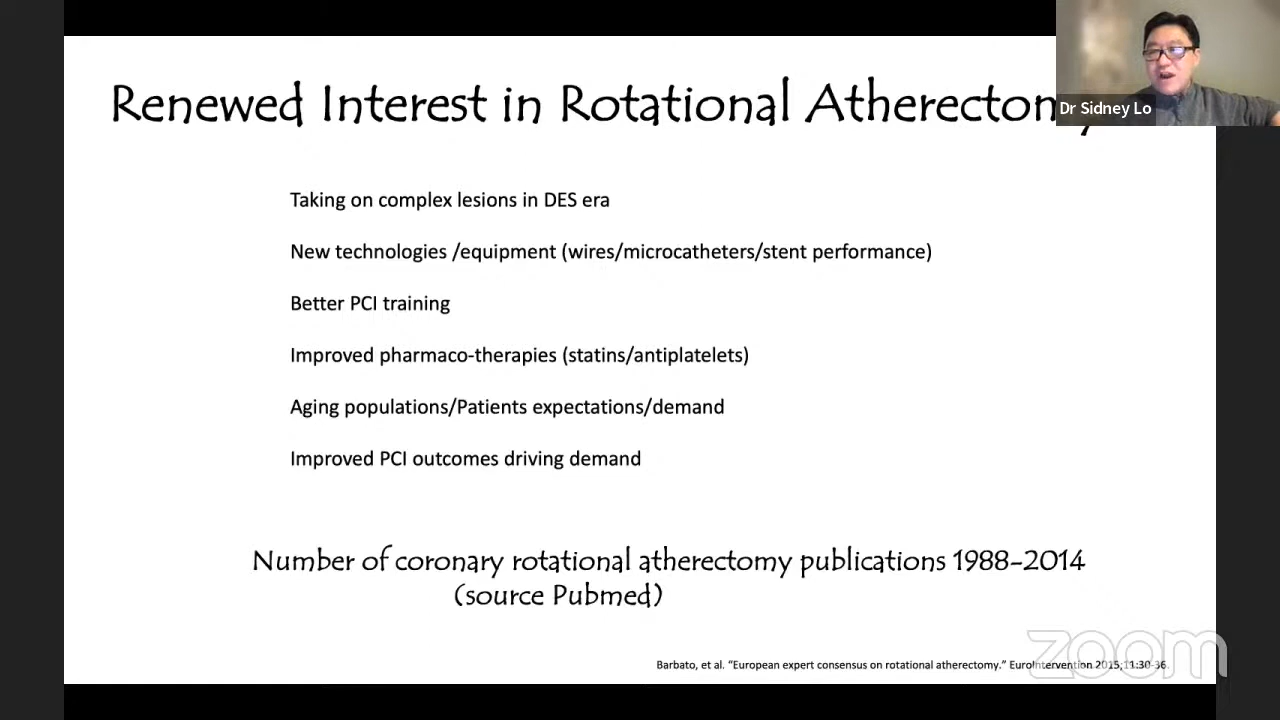 Renewed Interest in Rotational Atherectomy
Dr Sidney Lo
Taking on complex lesions in DES era
New technologies /equipment (wires/microcatheters/stent performance)
Better PCI training
Improved pharmaco-therapies (statins/antiplatelets)
Aging populations/Patients expectations/demand
Improved PCI outcomes driving demand
Number of coronary rotational atherectomy publications 1988-2014
(source Pubmed)
zoom
Barbato, et al. “European expert consensus on rotational atherectomy.” EuroIntervention 2015;11:30-36.